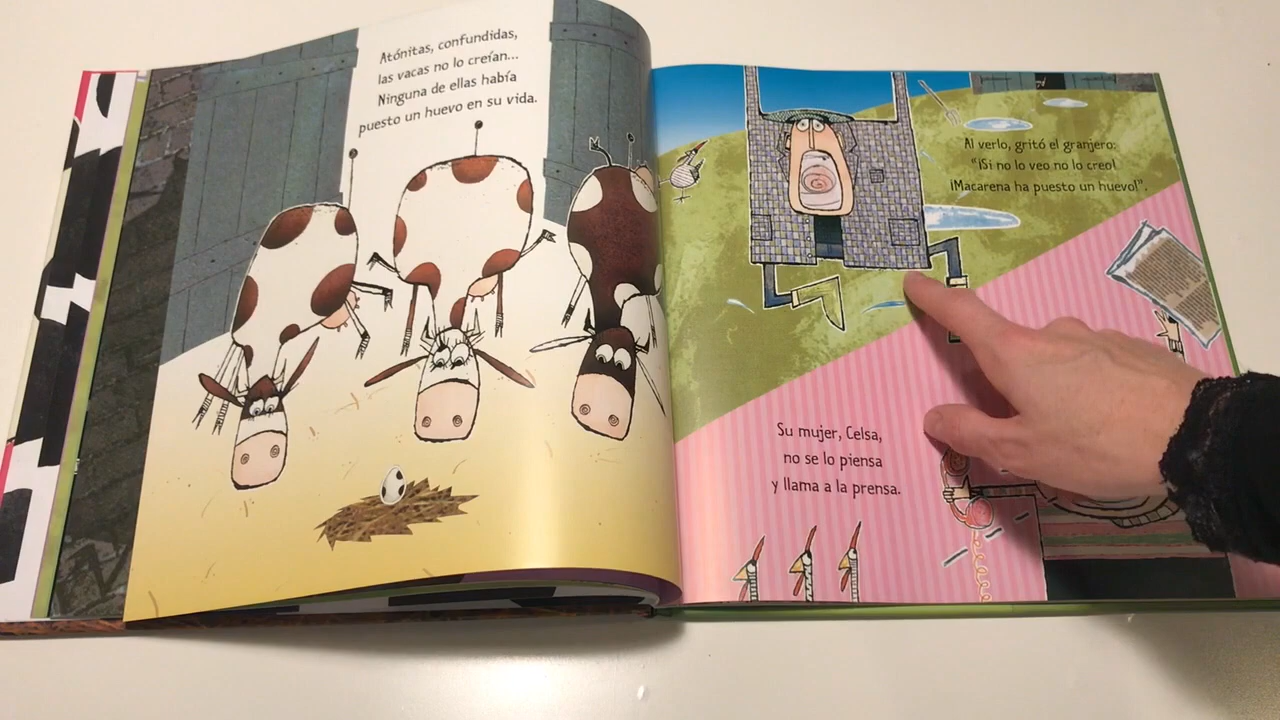 Atónitas, confundidas,
las vacas no lo creían...
Ninguna de ellas había
puesto un huevo en su vida.
Al verlo, gritó el granjero:
“¡Si no lo veo no lo creo!
¡Macarena ha puesto un huevo!”.
Su mujer, Celsa,
no se lo piensa
y llama a la prensa.